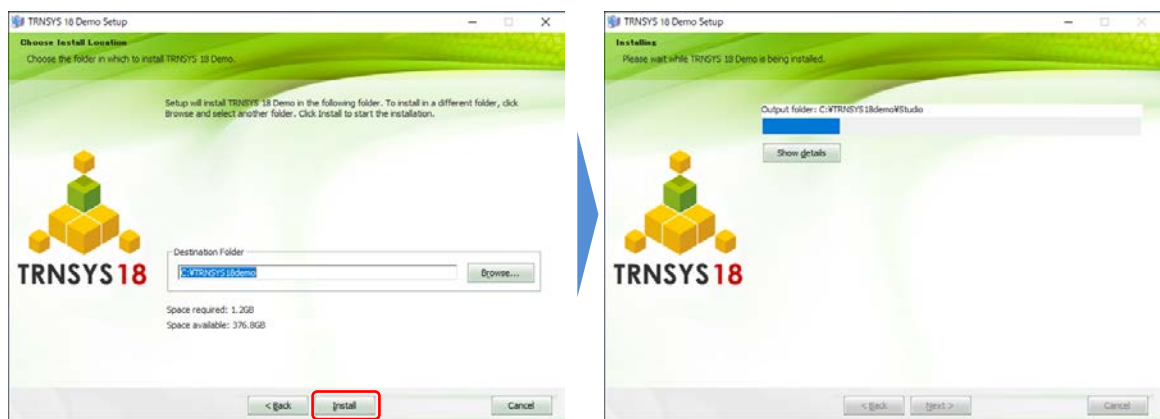 TRNSYS 18 Demo Setup
Choose Install Location
Choose the folder in which to install TRNSYS 18 Demo.
Setup will install TRNSYS 18 Demo in the following folder. To install in a different folder, click
Browse and select another folder. Click Install to start the installation.
TRNSYS18
Destination Folder
C:¥TRNSYS18demo
Browse...
Space required: 1.2GB
Space available: 376.8GB
< Back
Install
Cancel
TRNSYS 18 Demo Setup
Installing
Please wait while TRNSYS 18 Demo is being installed.
Output folder: C:¥TRNSYS18demo¥Studio
Show details
TRNSYS18
< Back
Next >
Cancel